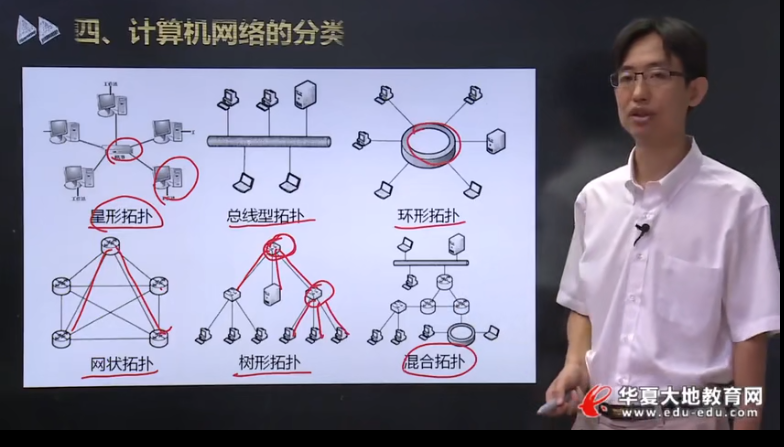 四、计算机网络的分类
星形拓扑
总线型拓扑
环形拓扑
网状拓扑
树形拓扑
混合拓扑
华夏大地教育网
www.edu-edu.com